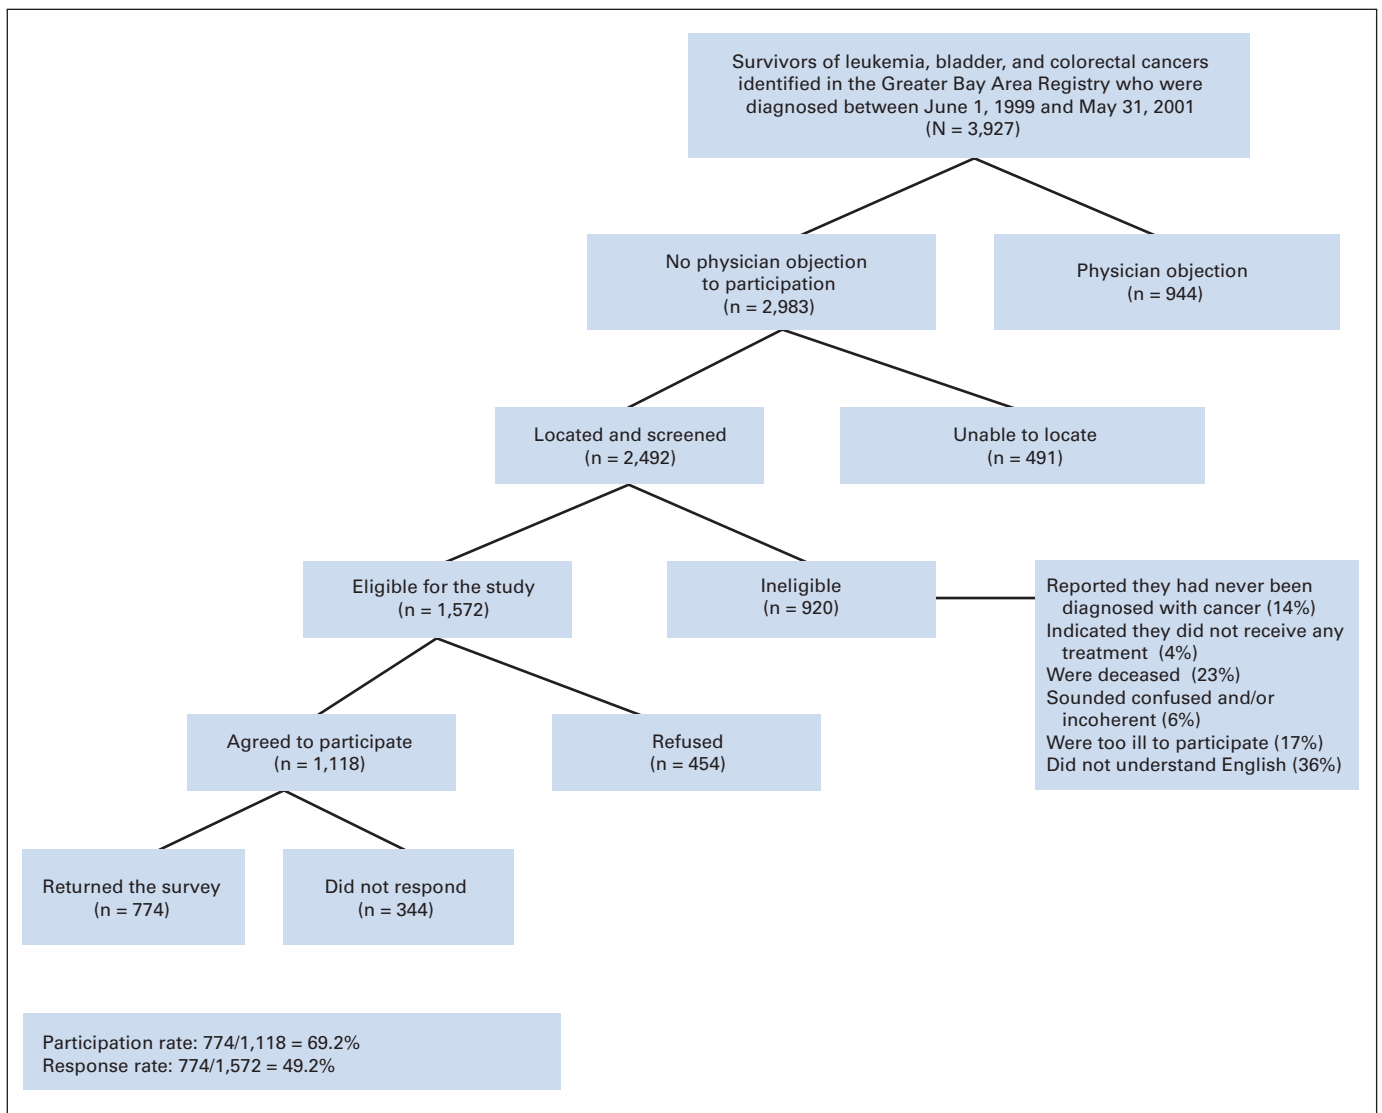 Survivors of leukemia, bladder, and colorectal cancers
identified in the Greater Bay Area Registry who were
diagnosed between June 1, 1999 and May 31, 2001
(N = 3,927)
No physician objection
to participation
(n = 2,983)
Physician objection
(n = 944)
Located and screened
(n = 2,492)
Unable to locate
(n = 491)
Eligible for the study
(n = 1,572)
Ineligible
(n = 920)
Reported they had never been
diagnosed with cancer (14%)
Indicated they did not receive any
treatment (4%)
Were deceased (23%)
Sounded confused and/or
incoherent (6%)
Were too ill to participate (17%)
Did not understand English (36%)
Agreed to participate
(n = 1,118)
Refused
(n = 454)
Returned the survey
(n = 774)
Did not respond
(n = 344)
Participation rate: 774/1,118 = 69.2%
Response rate: 774/1,572 = 49.2%